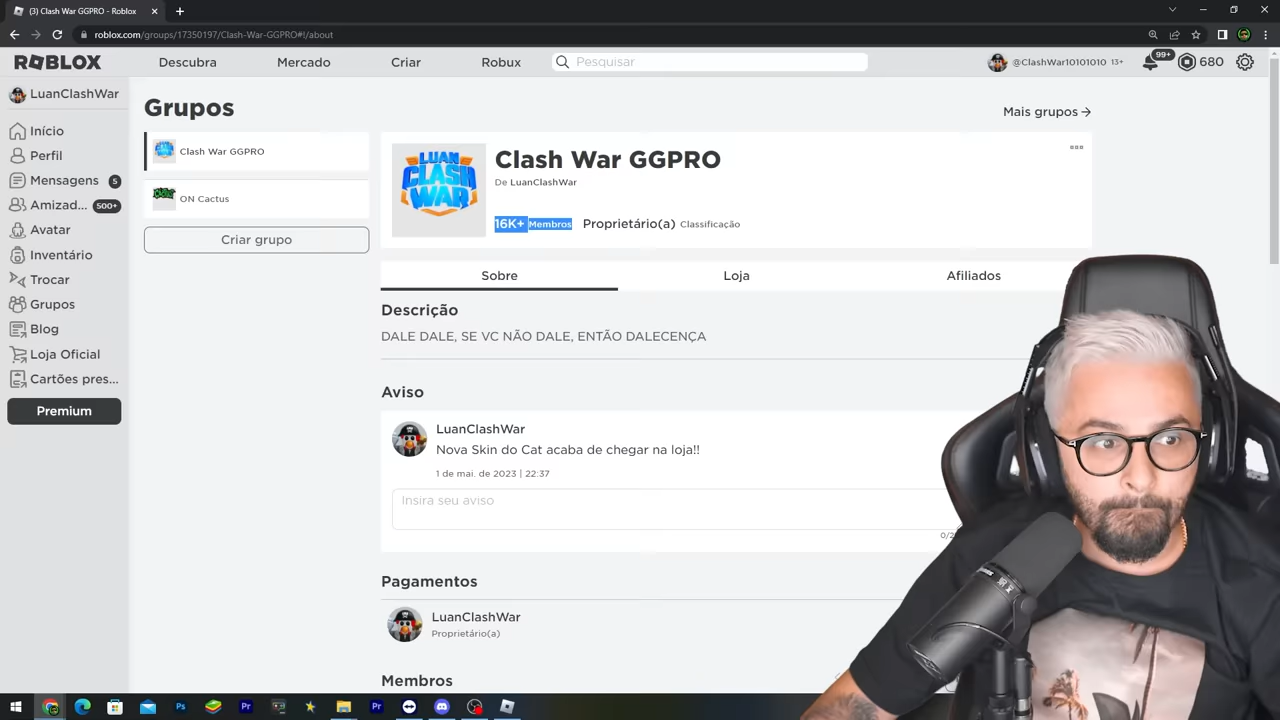 (3) Clash War GGPRO - Roblox
roblox.com/groups/17350197/Clash-War-GGPRO#!/about
ROBLOX
Descubra
Mercado
Criar
Robux
Pesquisar
@ClashWar10101010 13+
99+
680
LuanClashWar
Início
Perfil
Mensagens 5
Amizad... 500+
Avatar
Inventário
Trocar
Grupos
Blog
Loja Oficial
Cartões pres...
Premium
Grupos
Mais grupos
Clash War GGPRO
ON Cactus
Criar grupo
LUAN
CLASH
WAR
Clash War GGPRO
De LuanClashWar
16K+ Membros Proprietário(a) Classificação
Sobre
Loja
Afiliados
Descrição
DALE DALE, SE VC NÃO DALE, ENTÃO DALECENÇA
Aviso
LuanClashWar
Nova Skin do Cat acaba de chegar na loja!!
1 de mai. de 2023 | 22:37
Insira seu aviso
Pagamentos
LuanClashWar
Proprietário(a)
Membros